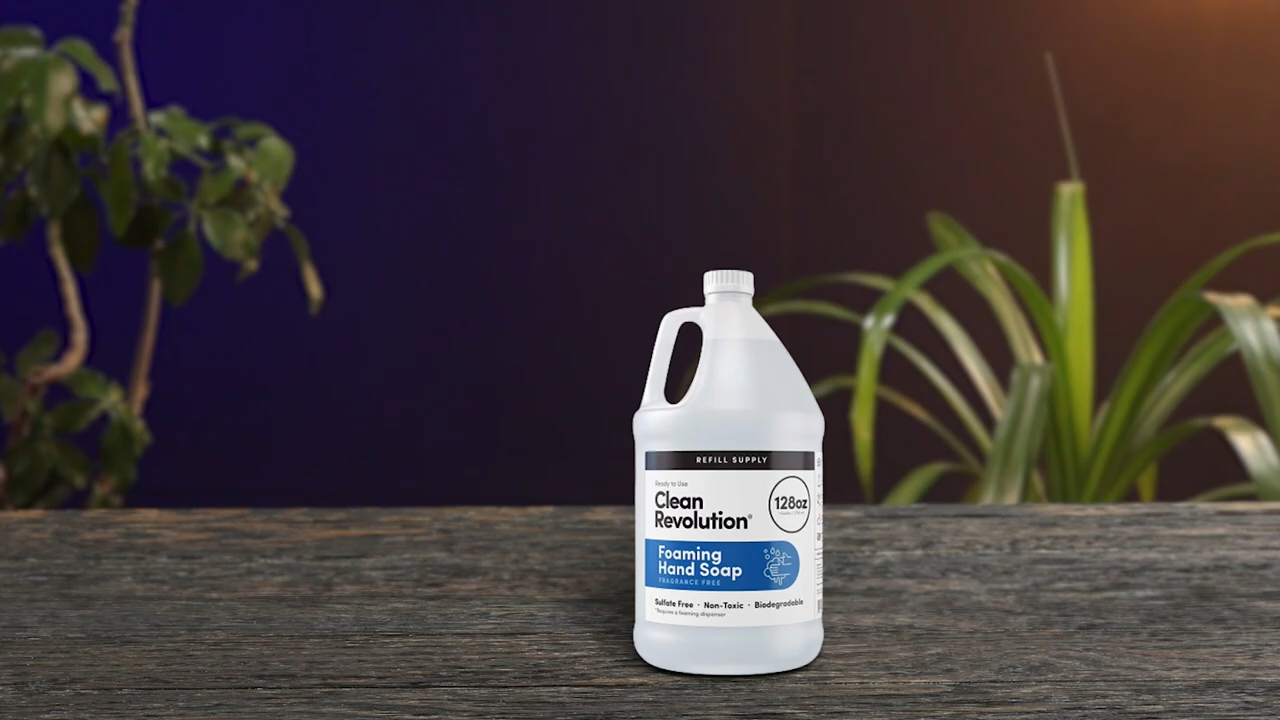 REFILL SUPPLY
Ready to Use
Clean
Revolution®
128oz
Foaming
Hand Soap
FRAGRANCE FREE
Sulfate Free · Non-Toxic · Biodegradable
*Requires a foaming dispenser